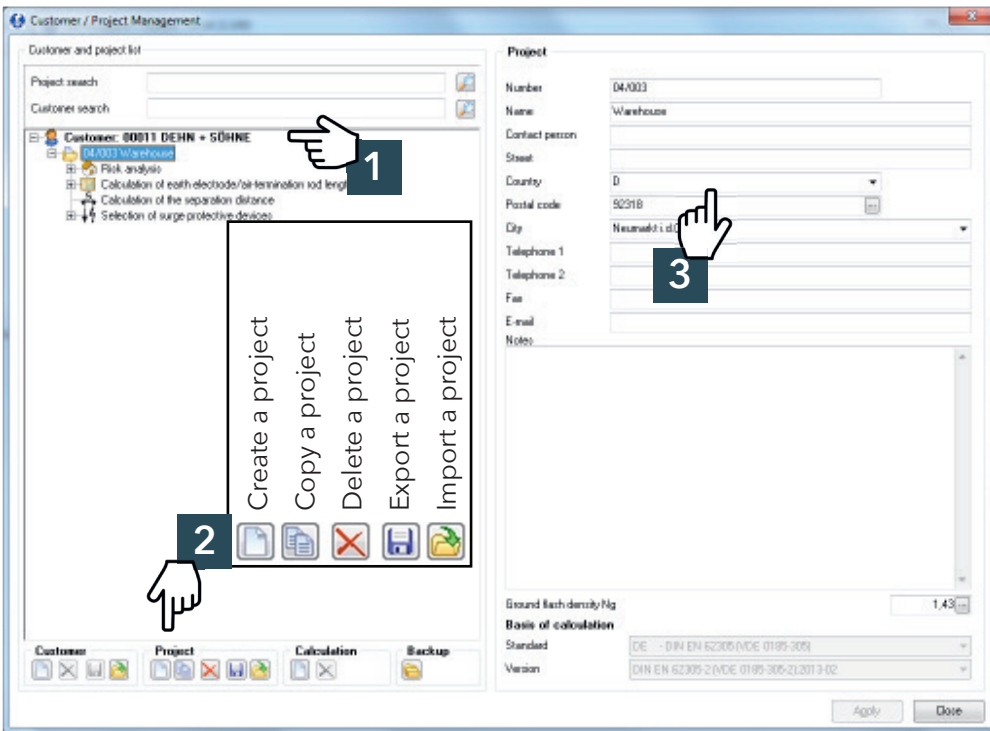 Customer / Project Management
Customer and project list
Project search
Customer search
Customer: 00011 DEHN + SÖHNE
04/003 Warehouse
Risk analysis
Calculation of earth electrode/air-termination rod lengt
Calculation of the separation distance
Selection of surge protective devices
1
Create a project
Copy a project
Delete a project
Export a project
Import a project
2
Customer
Project
Calculation
Backup
Project
Number 04/003
Name Warehouse
Contact person
Street
Country D
Postal code 92318 ...
City Neumarkt i.d.
3
Telephone 1
Telephone 2
Fax
E-mail
Notes
Ground flash density Ng 1,43 ...
Basis of calculation
Standard DE - DIN EN 62305 (VDE 0185-305)
Version DIN EN 62305-2 (VDE 0185-305-2):2013-02
Apply Close